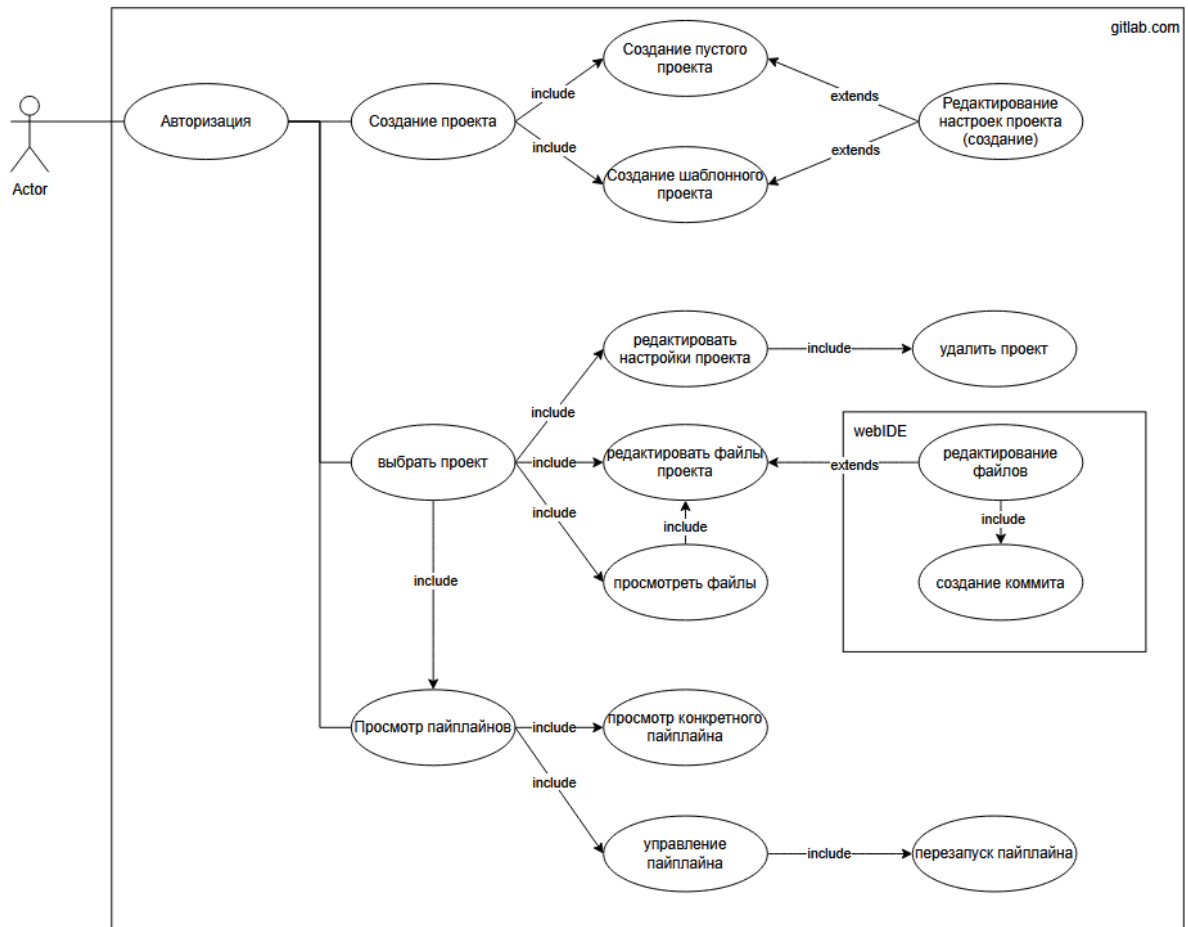 gitlab.com
Actor
Авторизация
Создание проекта
include
include
Создание пустого
проекта
Создание шаблонного
проекта
extends
extends
Редактирование
настроек проекта
(создание)
выбрать проект
include
include
include
include
редактировать
настройки проекта
include
удалить проект
редактировать файлы
проекта
include
просмотреть файлы
webIDE
extends
редактирование
файлов
include
создание коммита
Просмотр пайплайнов
include
include
просмотр конкретного
пайплайна
управление
пайплайна
include
перезапуск пайплайна